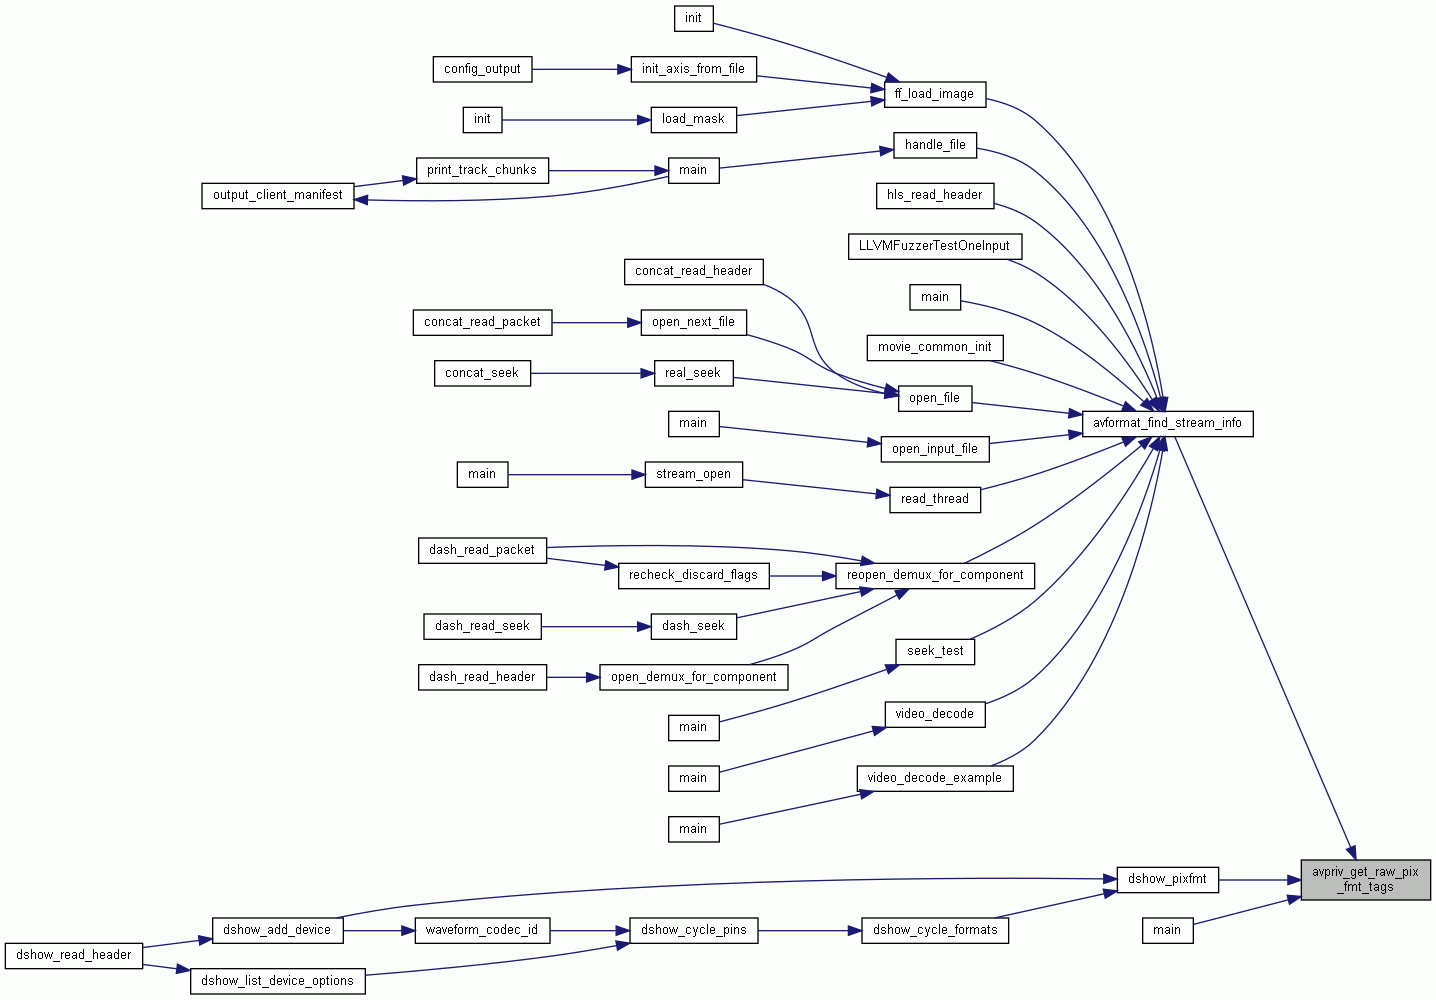 init
config_output
init_axis_from_file
ff_load_image
init
load_mask
handle_file
print_track_chunks
main
output_client_manifest
hls_read_header
LLVMFuzzerTestOneInput
concat_read_header
main
concat_read_packet
open_next_file
movie_common_init
concat_seek
real_seek
open_file
main
avformat_find_stream_info
open_input_file
main
stream_open
read_thread
dash_read_packet
recheck_discard_flags
reopen_demux_for_component
dash_read_seek
dash_seek
seek_test
dash_read_header
open_demux_for_component
main
video_decode
main
video_decode_example
main
dshow_pixfmt
avpriv_get_raw_pix
_fmt_tags
dshow_add_device
waveform_codec_id
dshow_cycle_pins
dshow_cycle_formats
main
dshow_read_header
dshow_list_device_options